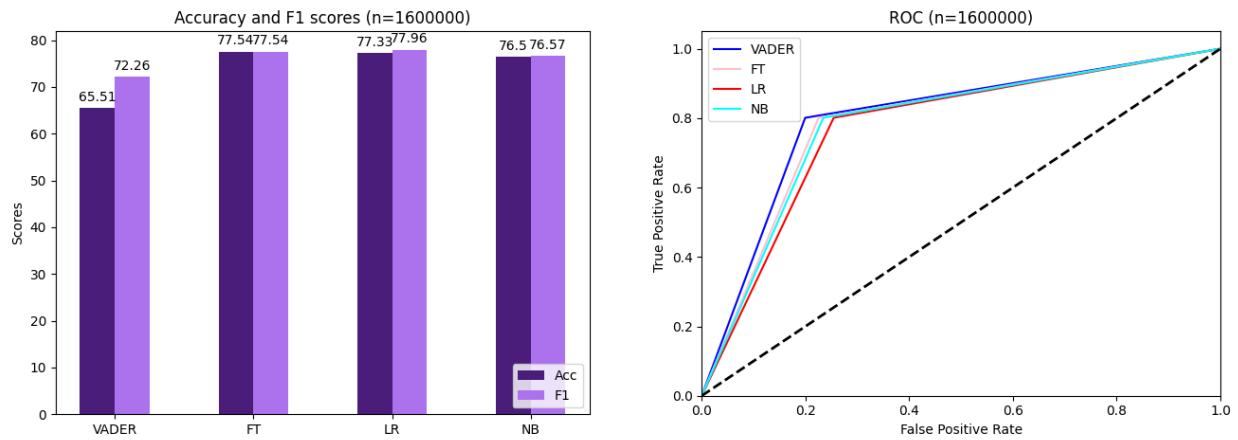 Accuracy and F1 scores (n=1600000)
Scores
80
70
60
50
40
30
20
10
0
65.51
72.26
77.54
77.54
77.33
77.96
76.5
76.57
Acc
F1
VADER
FT
LR
NB
ROC (n=1600000)
True Positive Rate
1.0
0.8
0.6
0.4
0.2
0.0
VADER
FT
LR
NB
0.0
0.2
0.4
0.6
0.8
1.0
False Positive Rate